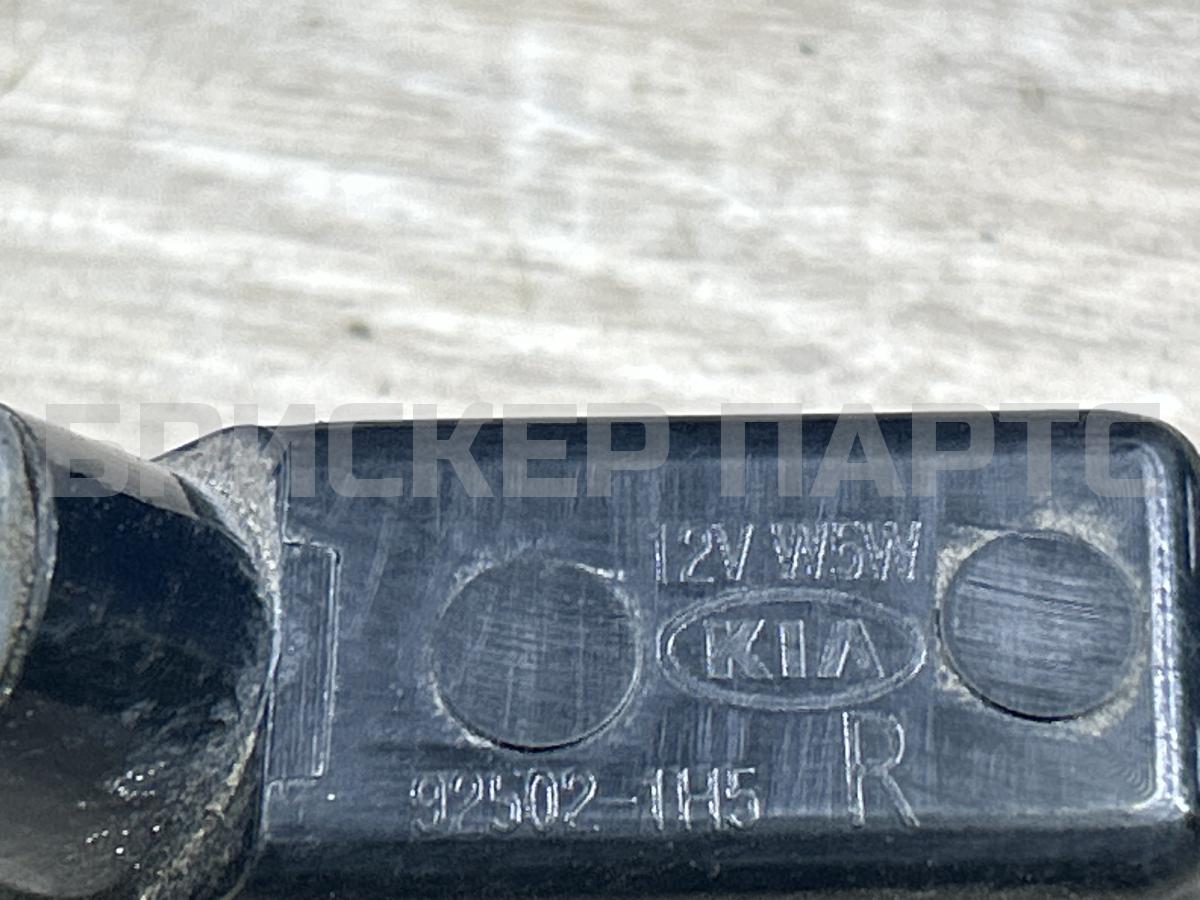 БРИСКЕР ПАРТС
12V W5W
KIA
R
92502-1H5